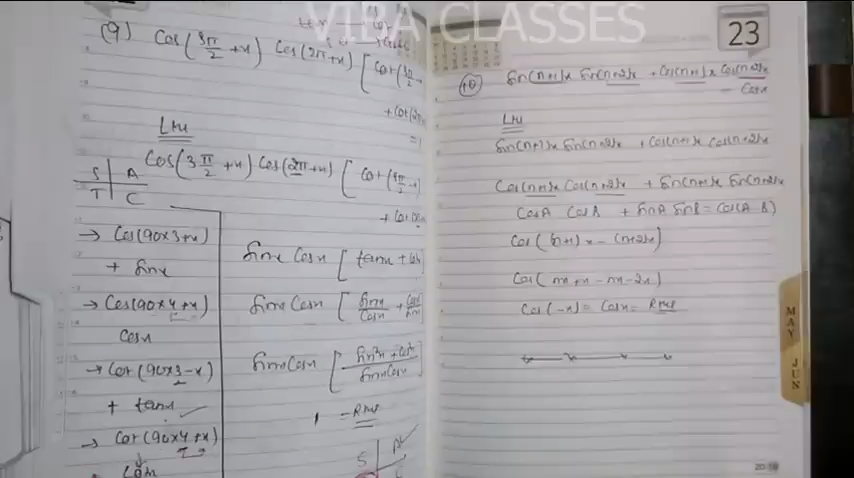 VIBA CLASSES
(9) Cos(3π/2 + x) Cos(2π + x) [Cot(3π/2 -
+ Cot(2π
= 1
LHS
Cos(3π/2 + x) Cos(2π + x) [Cot(3π/2 - x)
+ Cot(2π
S A
T C
→ Cos(90×3+x)
+ Sinx
→ Cos(90×4+x)
Cosx
→ Cot(90×3-x)
+ tanx
→ Cot(90×4+x)
Cotx
Sinx Cosx [tanx + Cotx]
Sinx Cosx [Sinx/Cosx + Cosx/Sinx]
Sinx Cosx [Sin²x + Cos²x / Sinx Cosx]
1 = RHS
S A
C
23
(10) Sin(n+1)x Sin(n+2)x + Cos(n+1)x Cos(n+2)x
= Cosx
LHS
Sin(n+1)x Sin(n+2)x + Cos(n+1)x Cos(n+2)x
Cos(n+1)x Cos(n+2)x + Sin(n+1)x Sin(n+2)x
CosA CosB + SinA SinB = Cos(A-B)
Cos((n+1)x - (n+2)x)
Cos(nx+x-nx-2x)
Cos(-x) = Cosx = RHS
MAY
JUN